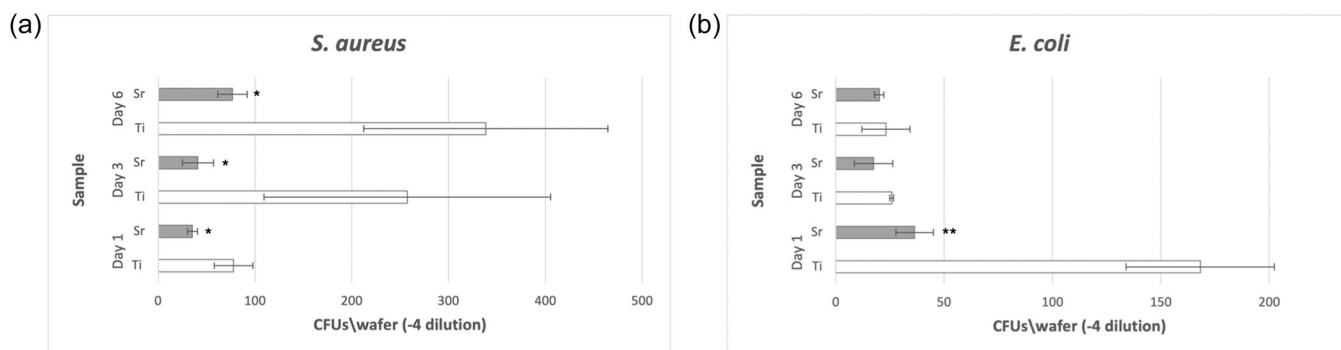 (a)
S. aureus
Sample
Day 6
Sr
*
Ti
Day 3
Sr
*
Ti
Day 1
Sr
*
Ti
0 100 200 300 400 500
CFUs\wafer (-4 dilution)
(b)
E. coli
Sample
Day 6
Sr
Ti
Day 3
Sr
Ti
Day 1
Sr
**
Ti
0 50 100 150 200
CFUs\wafer (-4 dilution)